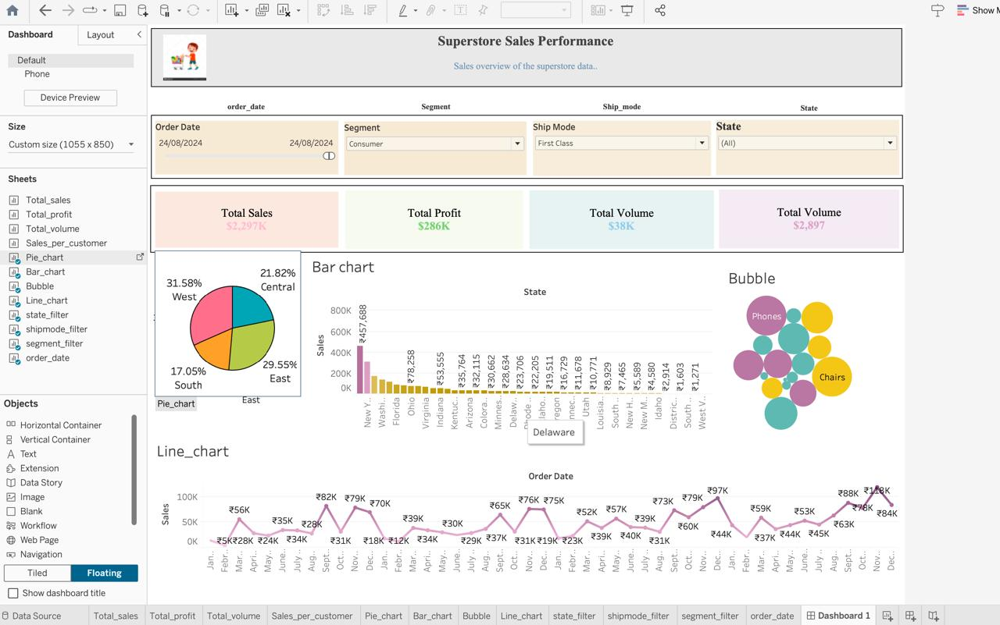 Show M
Dashboard
Layout
Default
Phone
Device Preview
Size
Custom size (1055 x 850)
Sheets
Total_sales
Total_profit
Total_volume
Sales_per_customer
Pie_chart
Bar_chart
Bubble
Line_chart
state_filter
shipmode_filter
segment_filter
order_date
Objects
Horizontal Container
Vertical Container
Text
Extension
Data Story
Image
Blank
Workflow
Web Page
Navigation
Tiled
Floating
Show dashboard title
Superstore Sales Performance
Sales overview of the superstore data..
order_date
Segment
Ship_mode
State
Order Date
24/08/2024
24/08/2024
Segment
Consumer
Ship Mode
First Class
State
(All)
Total Sales
$2,297K
Total Profit
$286K
Total Volume
$38K
Total Volume
$2,897
31.58%
West
21.82%
Central
17.05%
South
29.55%
East
East
Pie_chart
Bar chart
State
Sales
800K
600K
400K
200K
0K
₹457,688
₹78,258
₹53,555
₹35,764
₹32,115
₹30,662
₹28,634
₹23,706
₹22,205
₹19,511
₹16,729
₹11,678
₹10,771
₹8,929
₹7,465
₹5,589
₹4,580
₹2,914
₹1,603
₹1,271
New Y..
Washi..
Florida
Ohio
Virginia
Indiana
Kentuc..
Arizona
Colora..
Minnes..
Delaw..
Utah
Louisia..
South ..
New H..
New M..
Idaho
Distric..
South ..
West V..
Delaware
Bubble
Phones
Chairs
Line_chart
Order Date
Sales
100K
50K
0K
₹5K
₹56K
₹28K
₹24K
₹35K
₹34K
₹28K
₹82K
₹31K
₹79K
₹70K
₹18K
₹12K
₹39K
₹34K
₹30K
₹29K
₹37K
₹65K
₹31K
₹76K
₹75K
₹19K
₹23K
₹52K
₹39K
₹57K
₹40K
₹39K
₹31K
₹73K
₹60K
₹79K
₹97K
₹44K
₹59K
₹37K
₹44K
₹53K
₹45K
₹63K
₹88K
₹78K
₹118K
₹84K
Jan..
Febr..
Mar..
April..
May..
June..
July ..
Aug..
Sept..
Oct..
Nov..
Dec..
Jan..
Febr..
Mar..
April..
May..
June..
July ..
Aug..
Sept..
Oct..
Nov..
Dec..
Jan..
Febr..
Mar..
April..
May..
June..
July ..
Aug..
Sept..
Oct..
Nov..
Dec..
Jan..
Febr..
Mar..
April..
May..
June..
July ..
Aug..
Sept..
Oct..
Nov..
Dec..
Data Source
Total_sales
Total_profit
Total_volume
Sales_per_customer
Pie_chart
Bar_chart
Bubble
Line_chart
state_filter
shipmode_filter
segment_filter
order_date
Dashboard 1